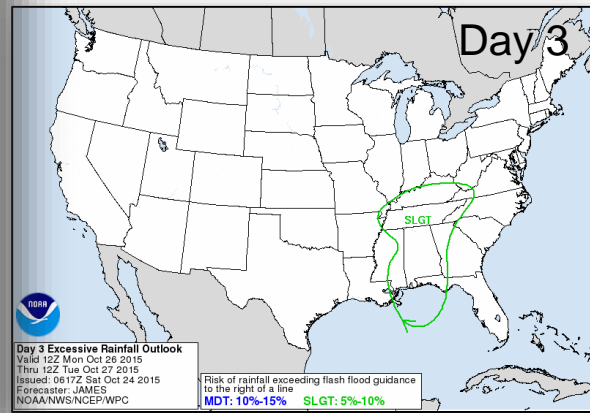 Day 3
SLGT
NOAA
Day 3 Excessive Rainfall Outlook
Valid 12Z Mon Oct 26 2015
Thru 12Z Tue Oct 27 2015
Issued: 0617Z Sat Oct 24 2015
Forecaster: JAMES
NOAA/NWS/NCEP/WPC
Risk of rainfall exceeding flash flood guidance
to the right of a line
MDT: 10%-15% SLGT: 5%-10%